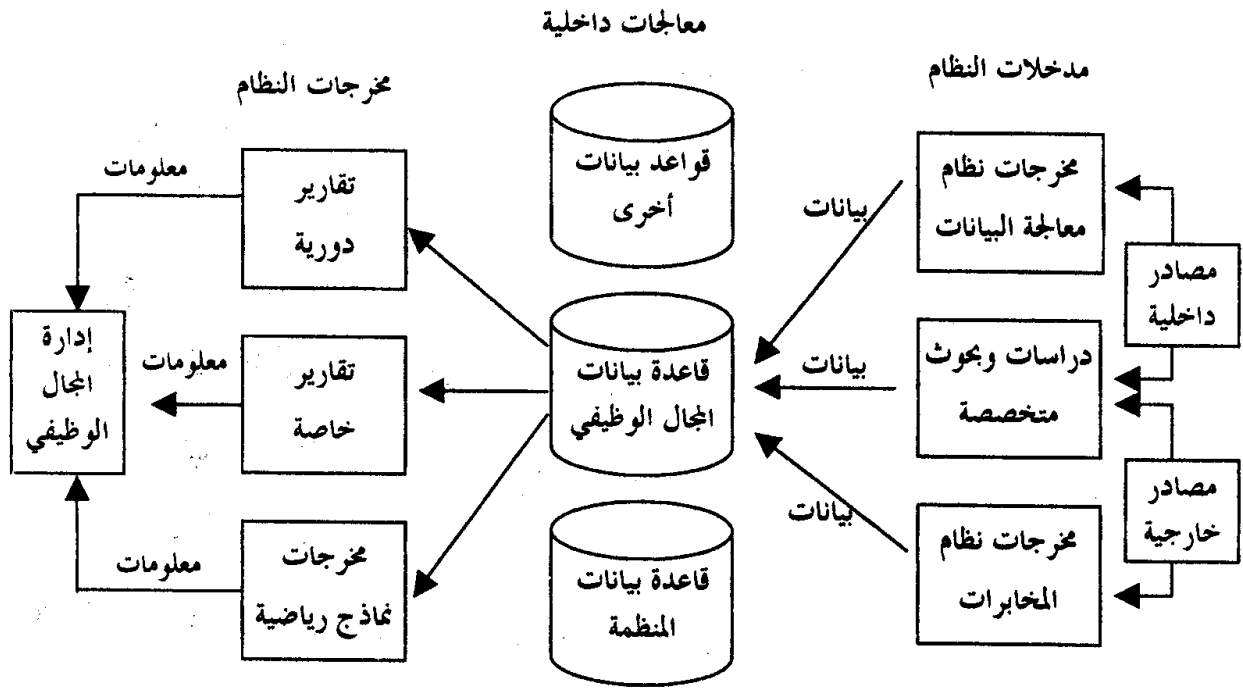 معالجات داخلية
مدخلات النظام
مخرجات النظام
مصادر
داخلية
مصادر
خارجية
مخرجات نظام
معالجة البيانات
دراسات وبحوث
متخصصة
مخرجات نظام
المخابرات
بيانات
بيانات
بيانات
قواعد بيانات
أخرى
قاعدة بيانات
المجال الوظيفي
قاعدة بيانات
المنظمة
تقارير
دورية
تقارير
خاصة
مخرجات
نماذج رياضية
معلومات
معلومات
معلومات
إدارة
المجال
الوظيفي